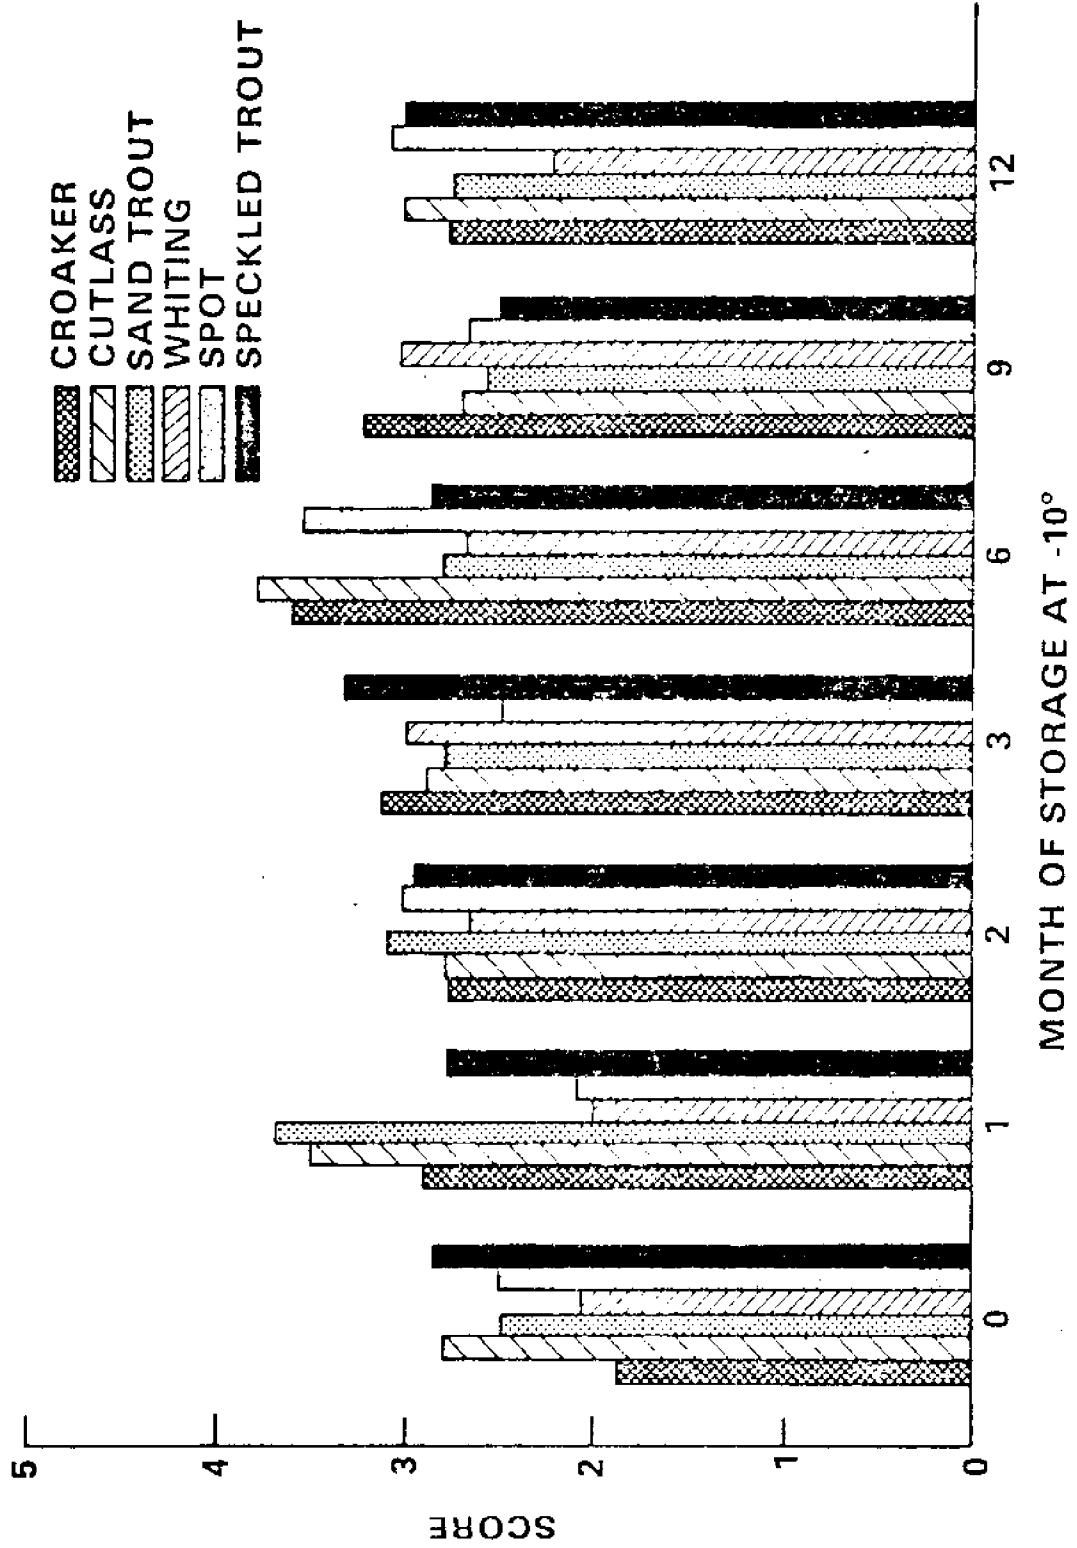 CROAKER
CUTLASS
SAND TROUT
WHITING
SPOT
SPECKLED TROUT
5
4
3
2
1
0
SCORE
0 1 2 3 6 9 12
MONTH OF STORAGE AT -10°